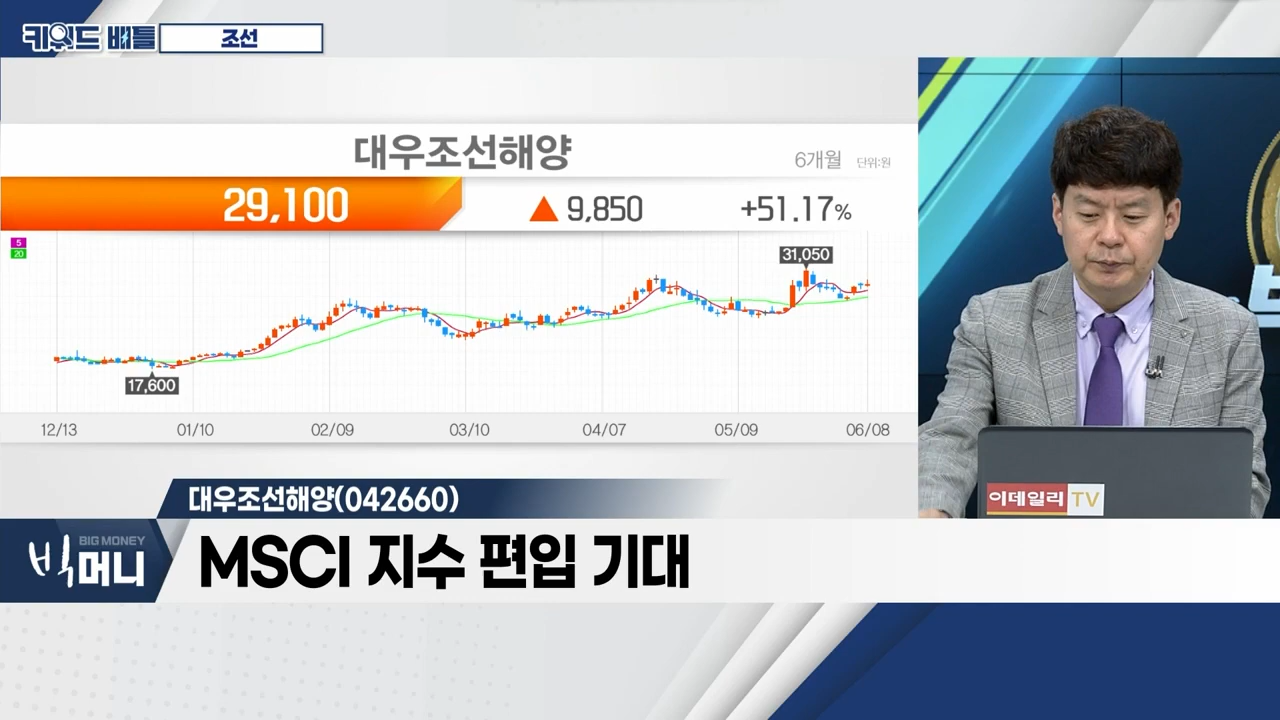 키워드 배틀
조선
대우조선해양
6개월 단위:원
29,100 ▲ 9,850 +51.17%
5
20
31,050
17,600
12/13 01/10 02/09 03/10 04/07 05/09 06/08
이데일리 TV
대우조선해양(042660)
BIG MONEY
빅머니
MSCI 지수 편입 기대